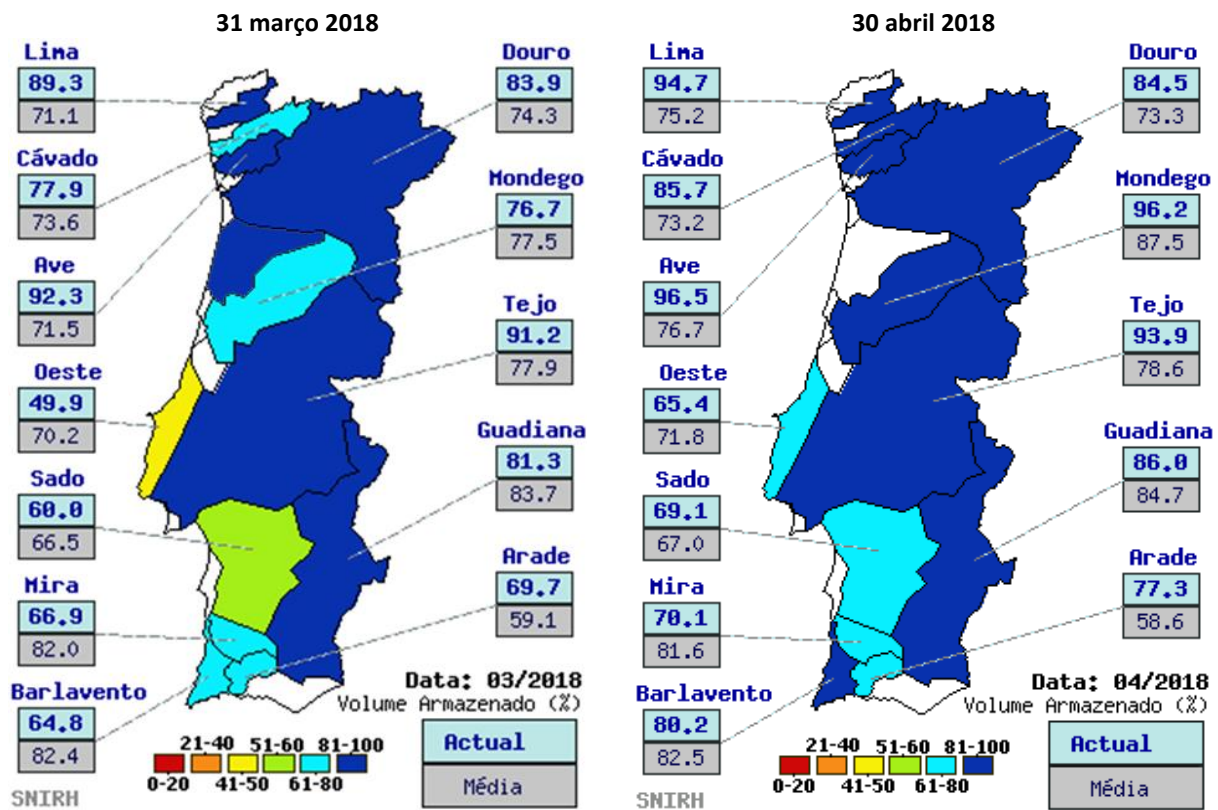 31 março 2018
Lima
89.3
71.1
Douro
83.9
74.3
Cávado
77.9
73.6
Mondego
76.7
77.5
Ave
92.3
71.5
Tejo
91.2
77.9
Oeste
49.9
70.2
Guadiana
81.3
83.7
Sado
60.0
66.5
Arade
69.7
59.1
Mira
66.9
82.0
Barlavento
64.8
82.4
Data: 03/2018
Volume Armazenado (%)
Actual
Média
21-40 51-60 81-100
0-20 41-50 61-80
SNIRH
30 abril 2018
Lima
94.7
75.2
Douro
84.5
73.3
Cávado
85.7
73.2
Mondego
96.2
87.5
Ave
96.5
76.7
Tejo
93.9
78.6
Oeste
65.4
71.8
Guadiana
86.0
84.7
Sado
69.1
67.0
Arade
77.3
58.6
Mira
70.1
81.6
Barlavento
80.2
82.5
Data: 04/2018
Volume Armazenado (%)
Actual
Média
21-40 51-60 81-100
0-20 41-50 61-80
SNIRH